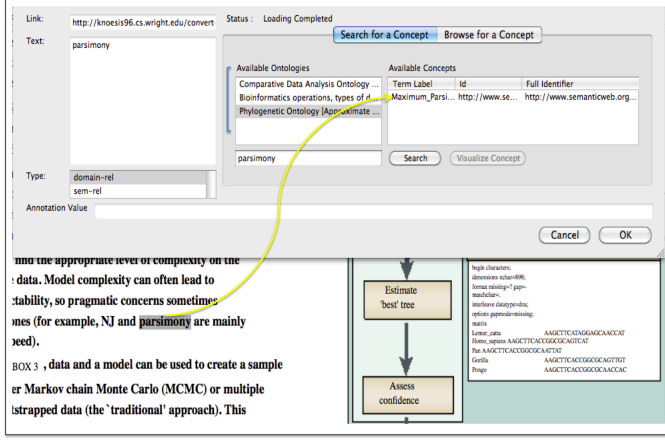 Link:
http://knoesis96.cs.wright.edu/convert
Status : Loading Completed
Text:
parsimony
Search for a Concept
Browse for a Concept
Available Ontologies
Comparative Data Analysis Ontology ...
Bioinformatics operations, types of d...
Phylogenetic Ontology [Approximate ...
parsimony
Available Concepts
Term Label
Id
Full Identifier
Maximum_Parsi...
http://www.se...
http://www.semanticweb.org...
Search
Visualize Concept
Type:
domain-rel
sem-rel
Annotation Value
Cancel
OK
the appropriate level of complexity on the
data. Model complexity can often lead to
ctability, so pragmatic concerns sometimes
ones (for example, NJ and parsimony are mainly
peed).
BOX 3 , data and a model can be used to create a sample
er Markov chain Monte Carlo (MCMC) or multiple
tstrapped data (the `traditional' approach). This
Estimate
'best' tree
Assess
confidence
begin characters;
dimensions nchar=898;
format missing=? gap=-
matchchar=.
interleave datatype=dna;
options gapmode=missing;
matrix
Lemur_catta AAGCTTCATAGGAGCAACCAT
Homo_sapiens AAGCTTCACCGGCGCAGTCAT
Pan AAGCTTCACCGGCGCAATTAT
Gorilla AAGCTTCACCGGCGCAGTTGT
Pongo AAGCTTCACCGGCGCAACCAC